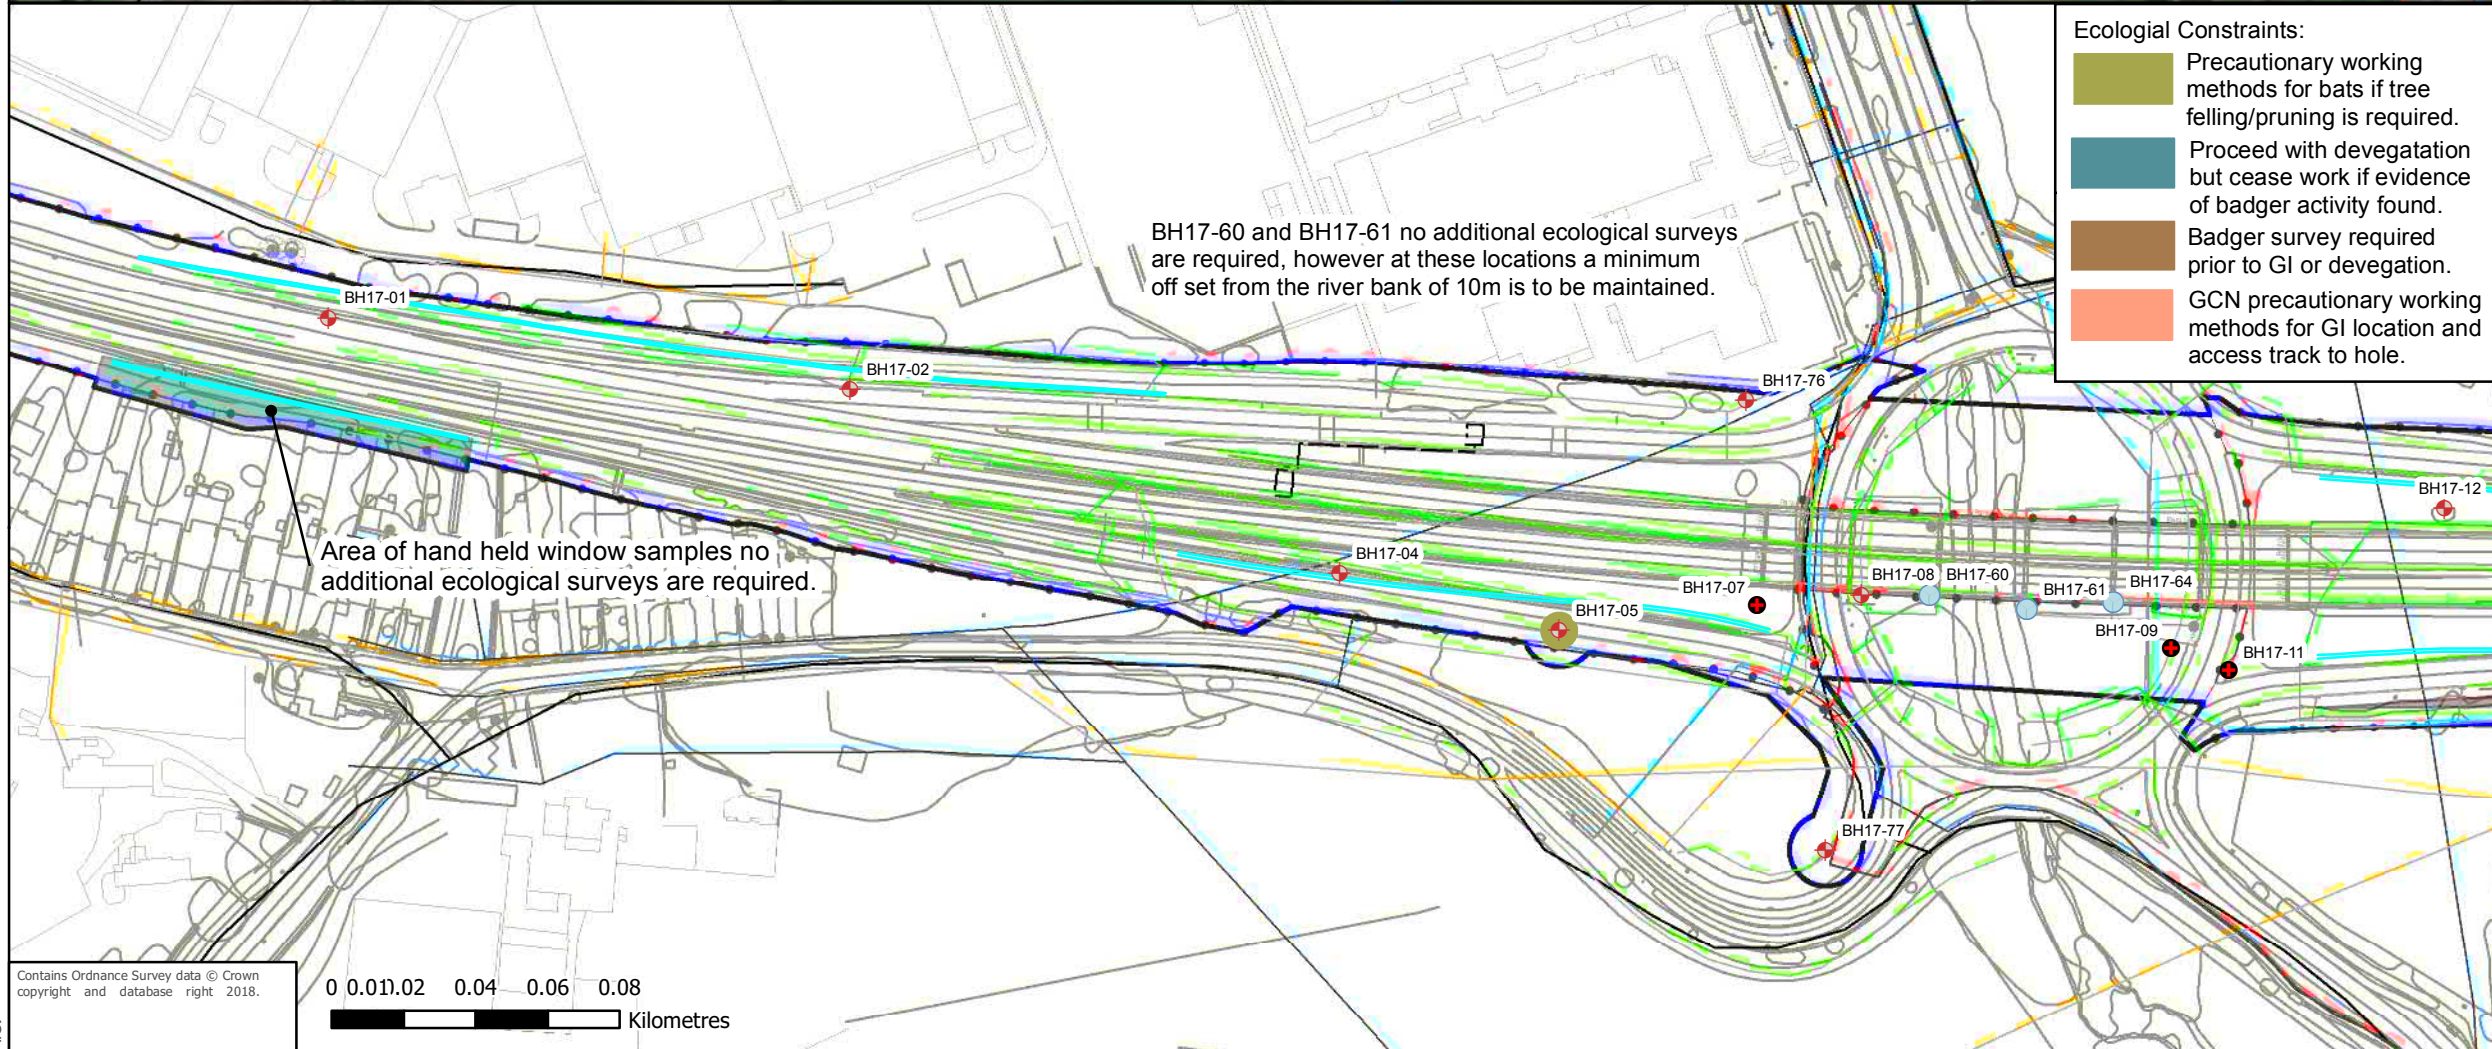 Ecologial Constraints:
Precautionary working
methods for bats if tree
felling/pruning is required.
Proceed with devegatation
but cease work if evidence
of badger activity found.
Badger survey required
prior to GI or devegation.
GCN precautionary working
methods for GI location and
access track to hole.
BH17-60 and BH17-61 no additional ecological surveys
are required, however at these locations a minimum
off set from the river bank of 10m is to be maintained.
BH17-01
BH17-02
BH17-76
BH17-12
Area of hand held window samples no
additional ecological surveys are required.
BH17-04
BH17-05
BH17-07
BH17-08
BH17-60
BH17-61
BH17-64
BH17-09
BH17-11
BH17-77
Contains Ordnance Survey data © Crown
copyright and database right 2018.
0 0.01 0.02 0.04 0.06 0.08
Kilometres